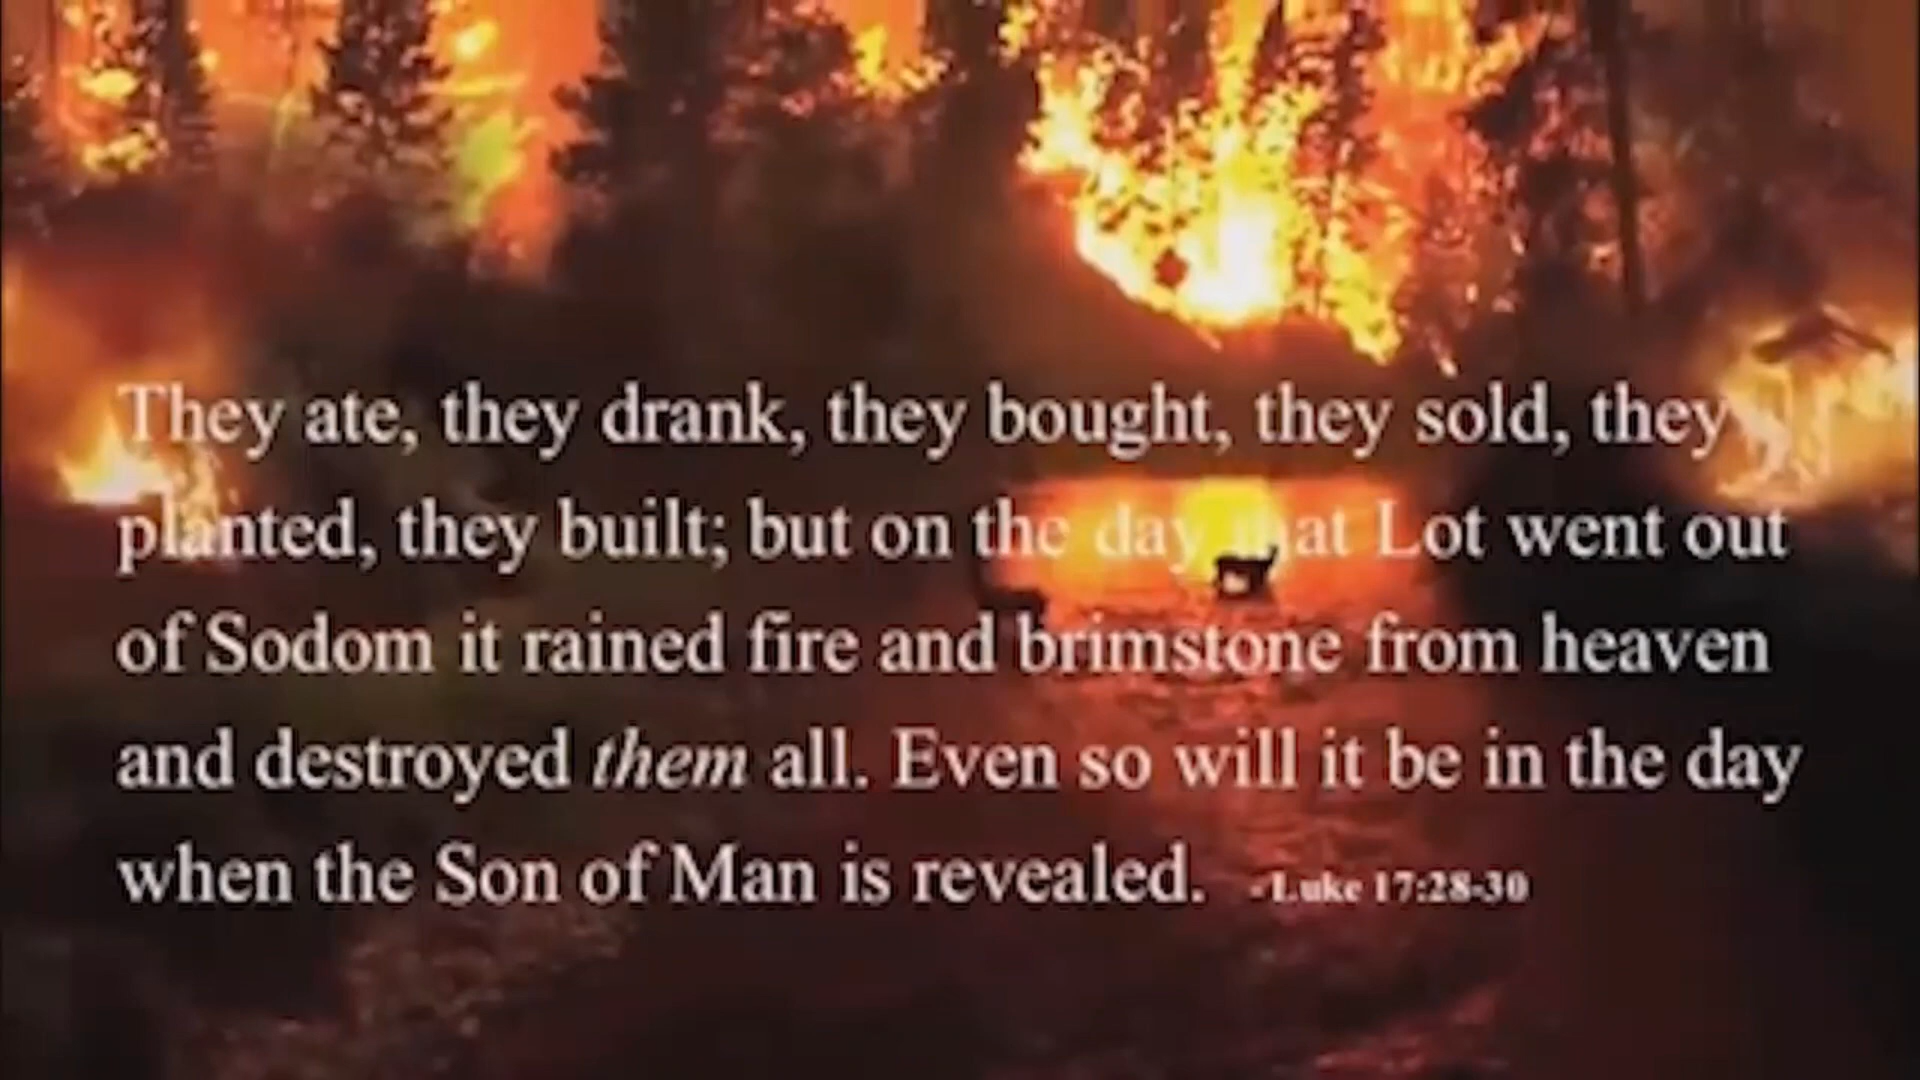 They ate, they drank, they bought, they sold, they
planted, they built; but on the day that Lot went out
of Sodom it rained fire and brimstone from heaven
and destroyed them all. Even so will it be in the day
when the Son of Man is revealed. - Luke 17:28-30